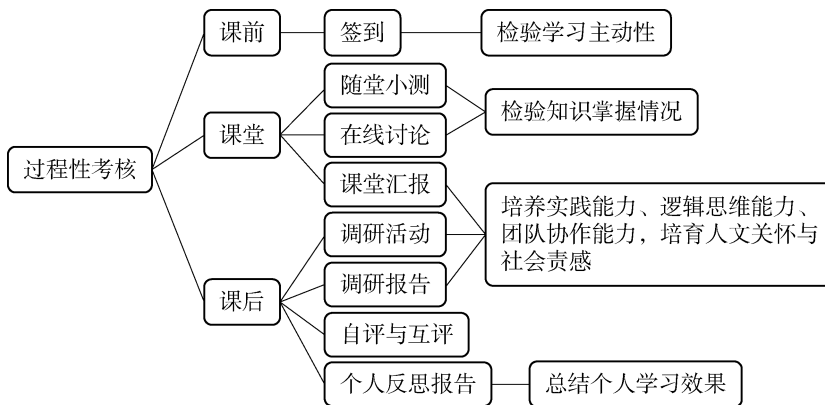 课前
签到
检验学习主动性
随堂小测
课堂
在线讨论
检验知识掌握情况
过程性考核
课堂汇报
调研活动
培养实践能力、逻辑思维能力、
团队协作能力，培育人文关怀与
社会责感
课后
调研报告
自评与互评
个人反思报告
总结个人学习效果